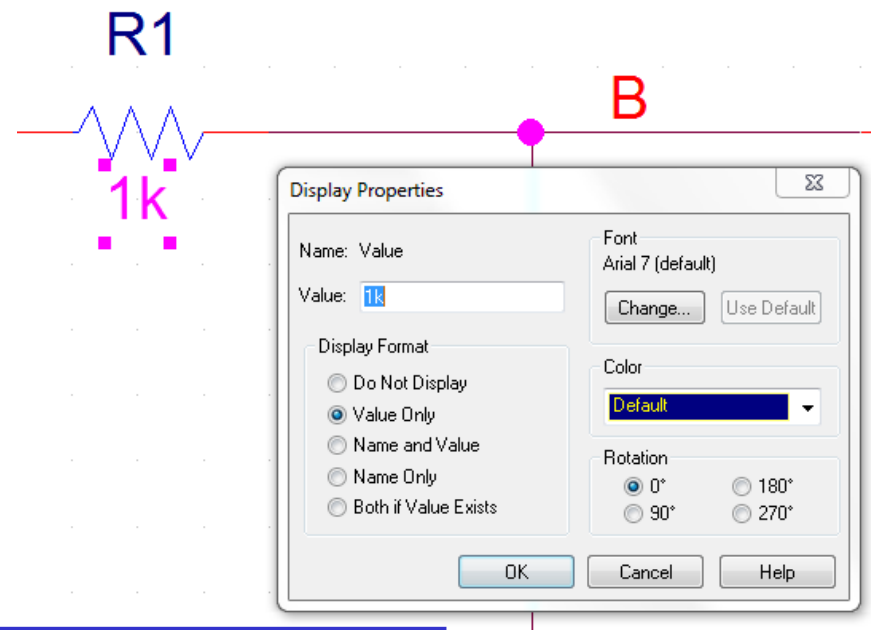 R1
B
1k
Display Properties
Name: Value
Value: 1k
Display Format
Do Not Display
Value Only
Name and Value
Name Only
Both if Value Exists
Font
Arial 7 (default)
Change... Use Default
Color
Default
Rotation
0° 180°
90° 270°
OK Cancel Help